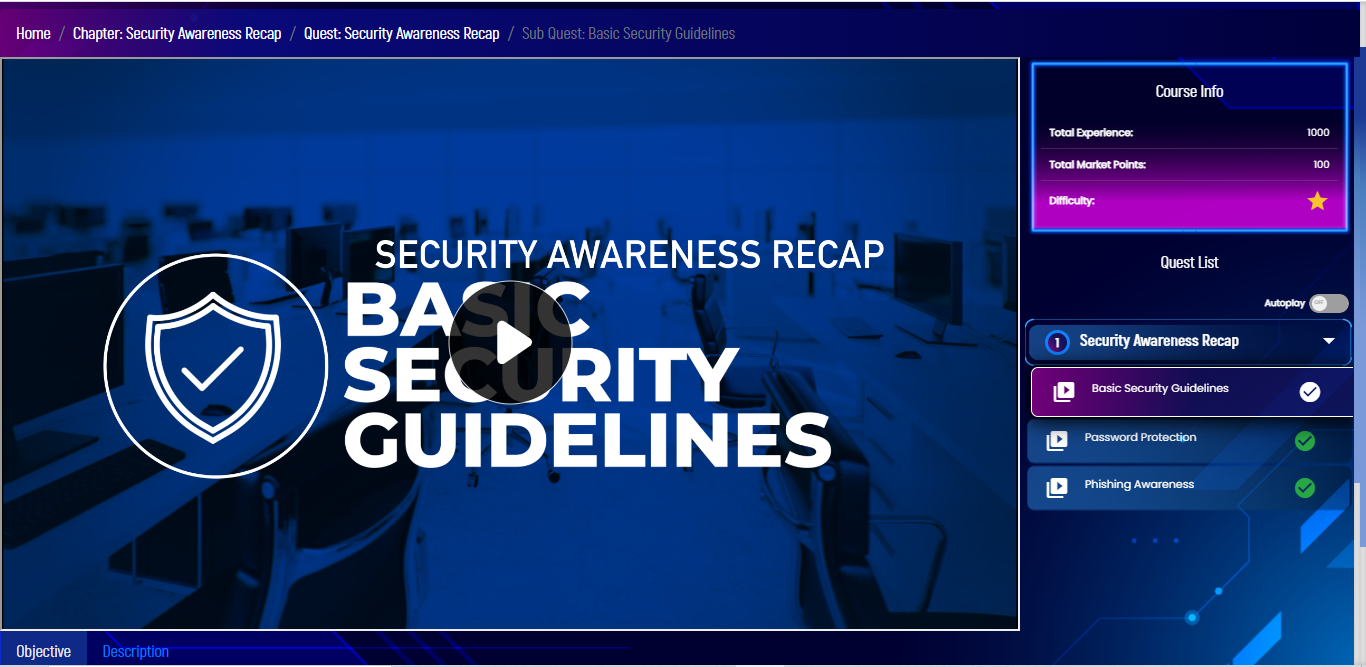 Home / Chapter: Security Awareness Recap / Quest: Security Awareness Recap / Sub Quest: Basic Security Guidelines
SECURITY AWARENESS RECAP
BASIC
SECURITY
GUIDELINES
Objective
Description
Course Info
Total Experience: 1000
Total Market Points: 100
Difficulty:
Quest List
Autoplay OFF
1 Security Awareness Recap
Basic Security Guidelines
Password Protection
Phishing Awareness